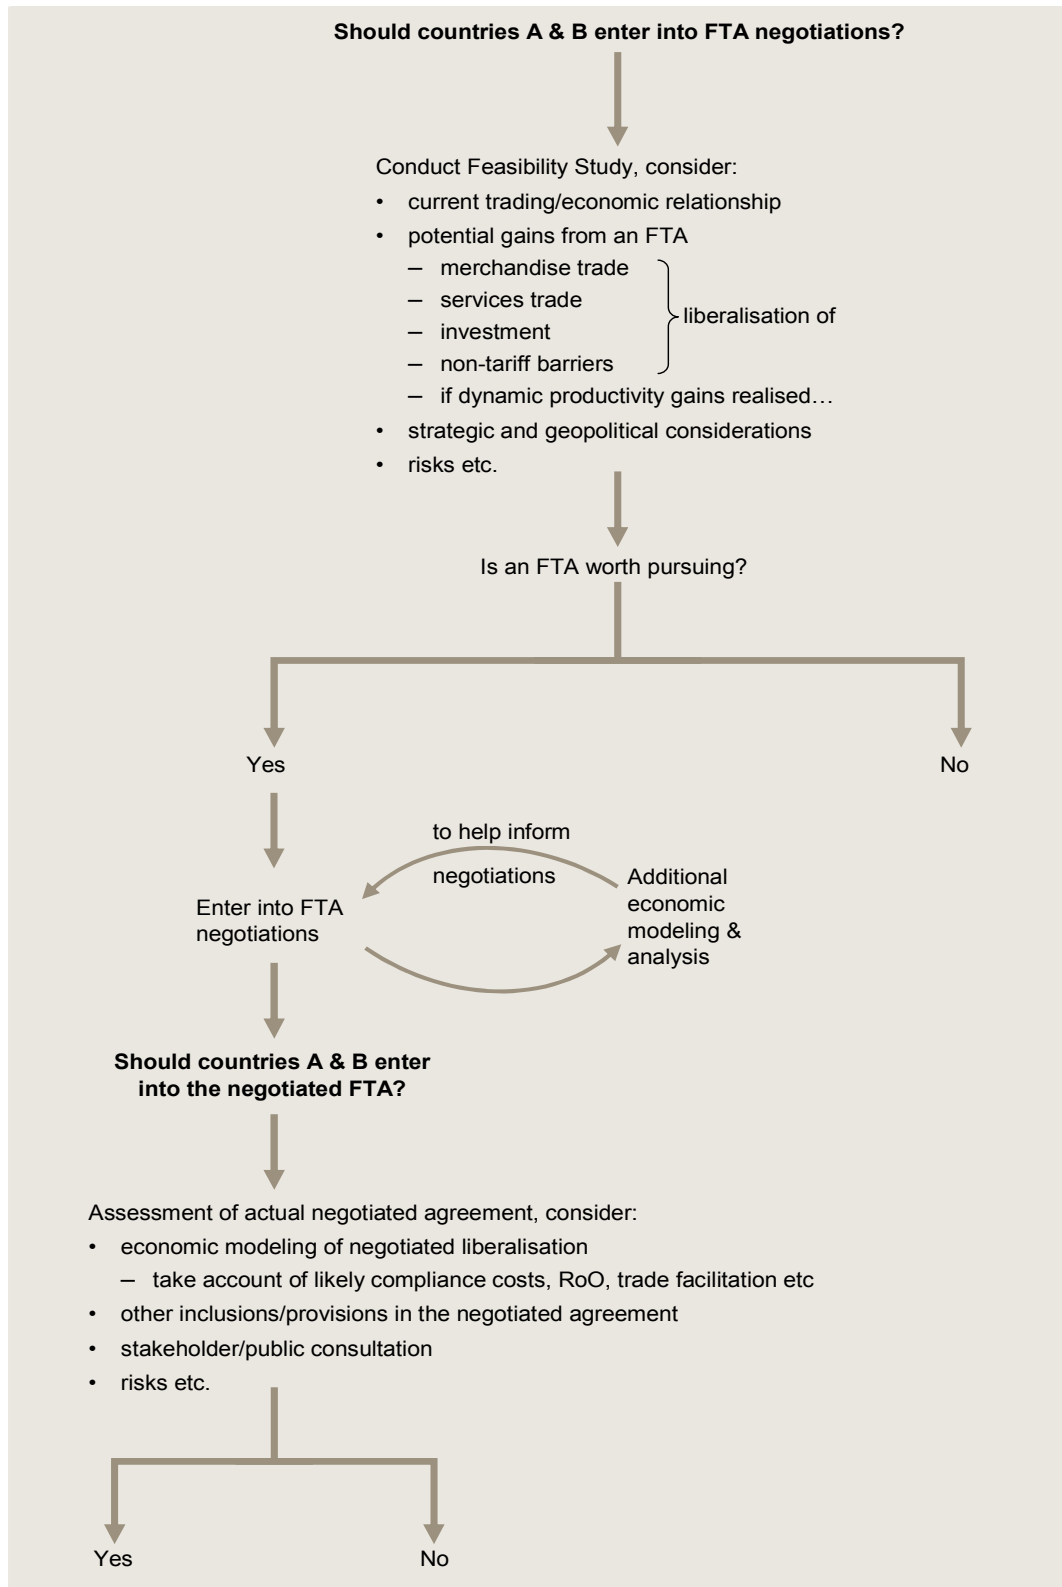 Should countries A & B enter into FTA negotiations?
Conduct Feasibility Study, consider:
• current trading/economic relationship
• potential gains from an FTA
– merchandise trade
– services trade
– investment
– non-tariff barriers
liberalisation of
– if dynamic productivity gains realised…
• strategic and geopolitical considerations
• risks etc.
Is an FTA worth pursuing?
Yes
No
to help inform
negotiations
Enter into FTA
negotiations
Additional
economic
modeling &
analysis
Should countries A & B enter
into the negotiated FTA?
Assessment of actual negotiated agreement, consider:
• economic modeling of negotiated liberalisation
– take account of likely compliance costs, RoO, trade facilitation etc
• other inclusions/provisions in the negotiated agreement
• stakeholder/public consultation
• risks etc.
Yes
No